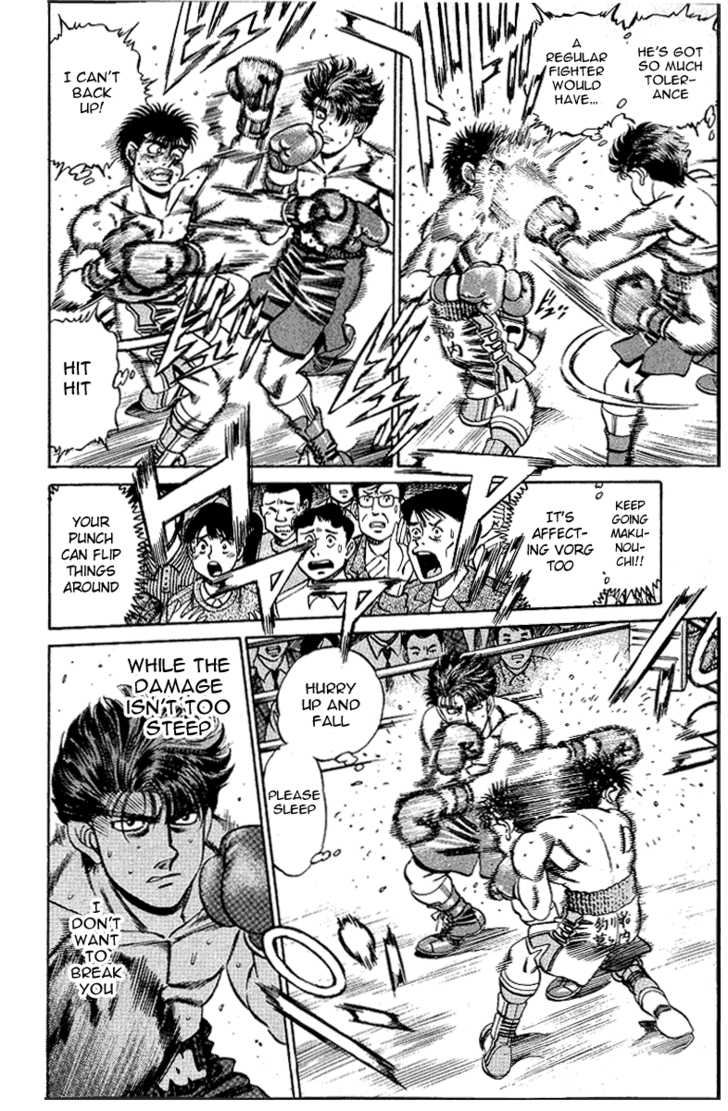 HE'S GOT
SO MUCH
TOLER-
ANCE
A
REGULAR
FIGHTER
WOULD
HAVE...
I CAN'T
BACK
UP!
HIT
HIT
KEEP
GOING
MAKU-
NOU-
CHI!!
IT'S
AFFECT-
ING VORG
TOO
YOUR
PUNCH
CAN FLIP
THINGS
AROUND
HURRY
UP AND
FALL
PLEASE
SLEEP
WHILE THE
DAMAGE
ISN'T TOO
STEEP
I
DON'T
WANT
TO
BREAK
YOU